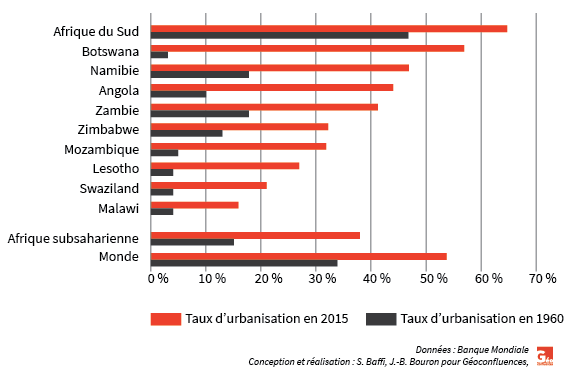 Afrique du Sud
Botswana
Namibie
Angola
Zambie
Zimbabwe
Mozambique
Lesotho
Swaziland
Malawi
Afrique subsaharienne
Monde
0 % 10 % 20 % 30 % 40 % 50 % 60 % 70 %
Taux d’urbanisation en 2015 Taux d’urbanisation en 1960
Données : Banque Mondiale
Conception et réalisation : S. Baffi, J.-B. Bouron pour Géoconfluences,